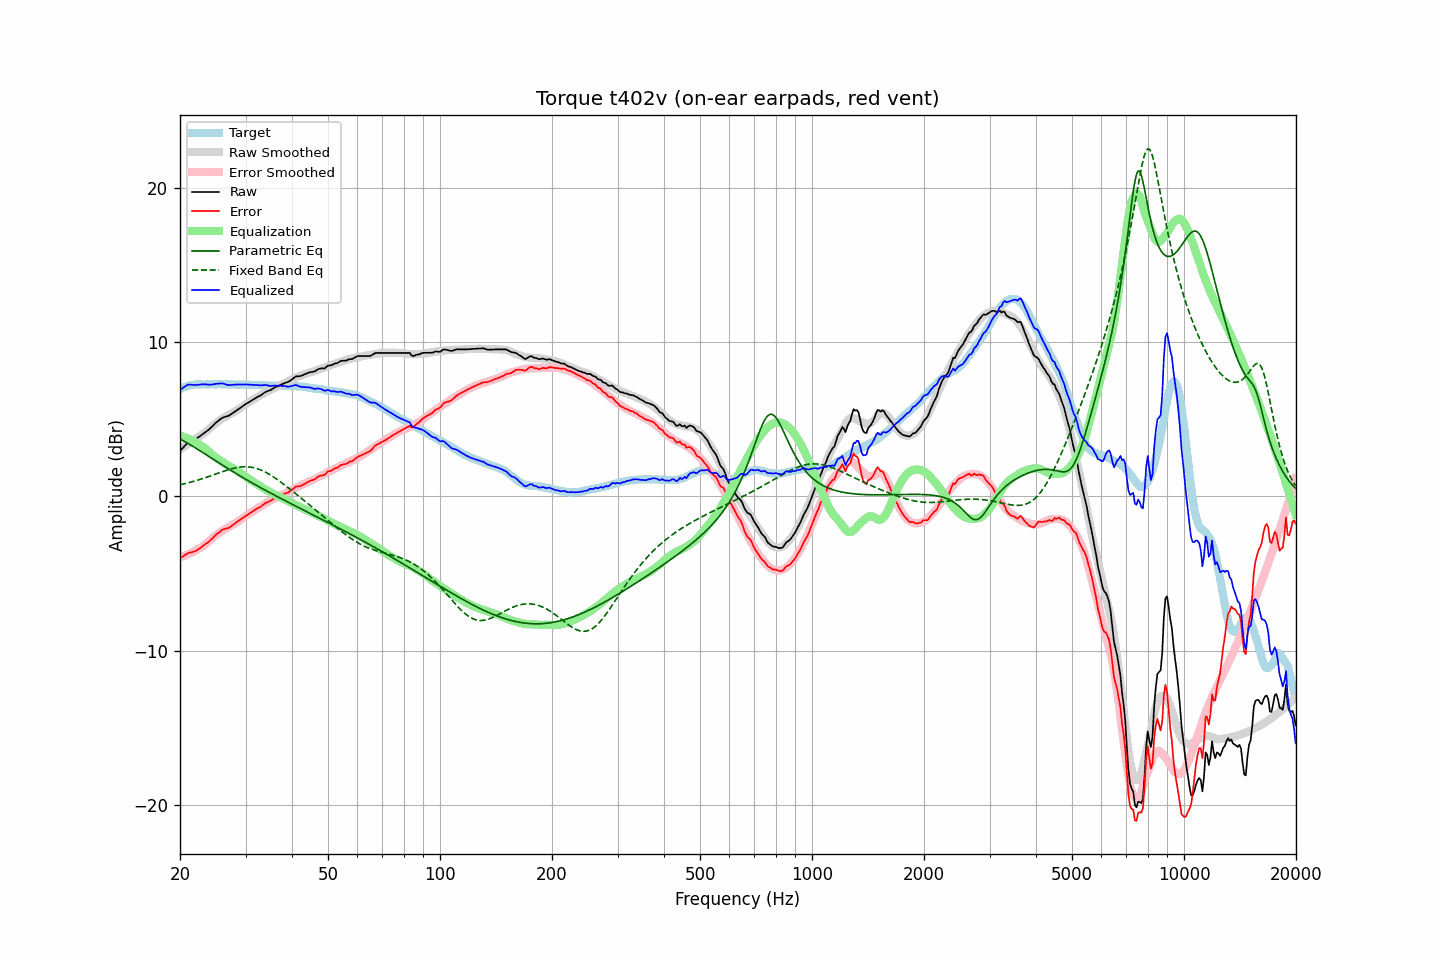 Torque t402v (on-ear earpads, red vent)
Target
Raw Smoothed
Error Smoothed
Raw
Error
Equalization
Parametric Eq
Fixed Band Eq
Equalized
20
10
0
−10
−20
Amplitude (dBr)
20 50 100 200 500 1000 2000 5000 10000 20000
Frequency (Hz)